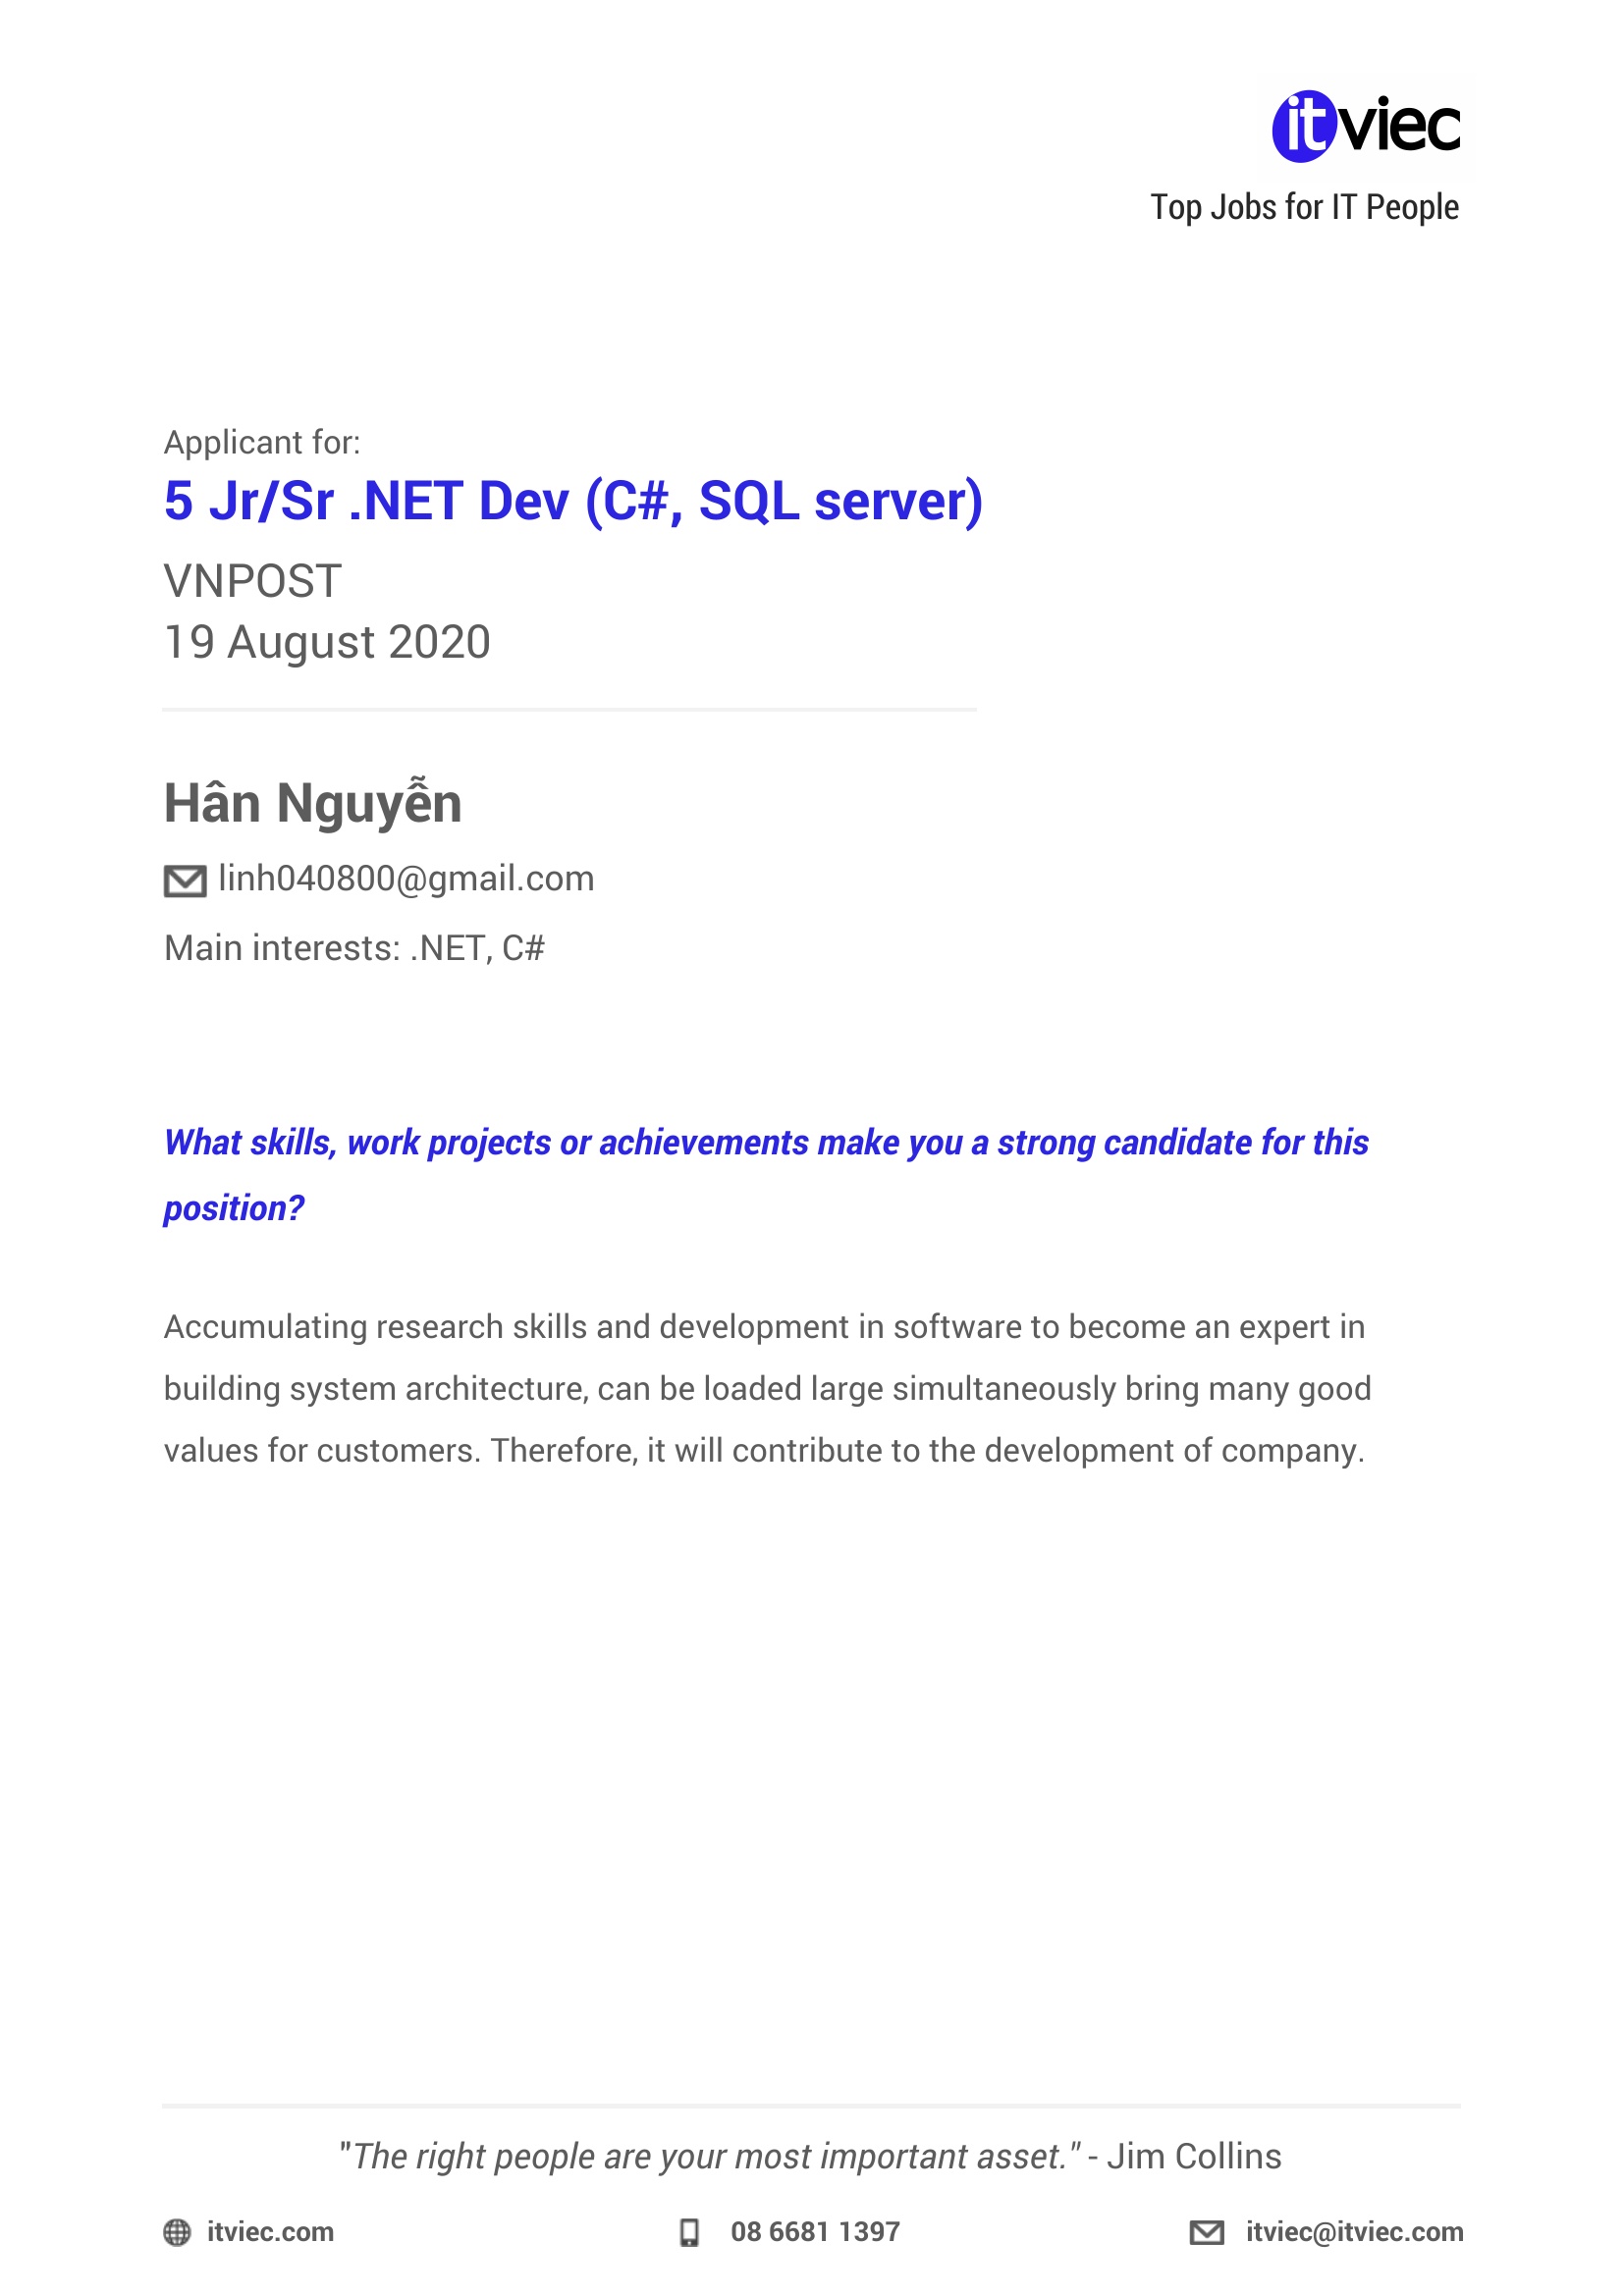 itviec
Top Jobs for IT People
Applicant for:
5 Jr/Sr .NET Dev (C#, SQL server)
VNPOST
19 August 2020
Hân Nguyễn
linh040800@gmail.com
Main interests: .NET, C#
What skills, work projects or achievements make you a strong candidate for this
position?
Accumulating research skills and development in software to become an expert in
building system architecture, can be loaded large simultaneously bring many good
values for customers. Therefore, it will contribute to the development of company.
"The right people are your most important asset." - Jim Collins
itviec.com 08 6681 1397 itviec@itviec.com